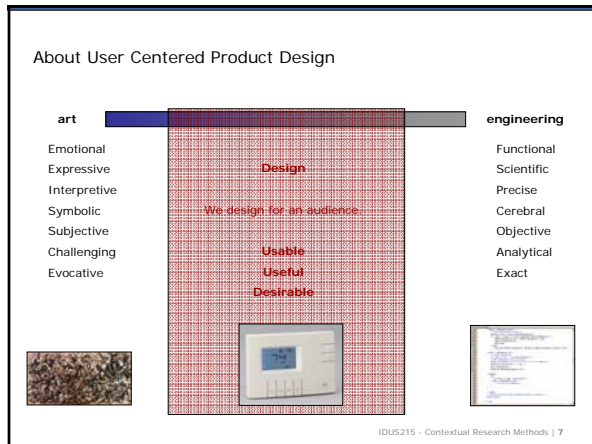 About User Centered Product Design
art
engineering
Emotional
Expressive
Interpretive
Symbolic
Subjective
Challenging
Evocative
Design
We design for an audience.
Usable
Useful
Desirable
Functional
Scientific
Precise
Cerebral
Objective
Analytical
Exact
IDUS215 - Contextual Research Methods | 7